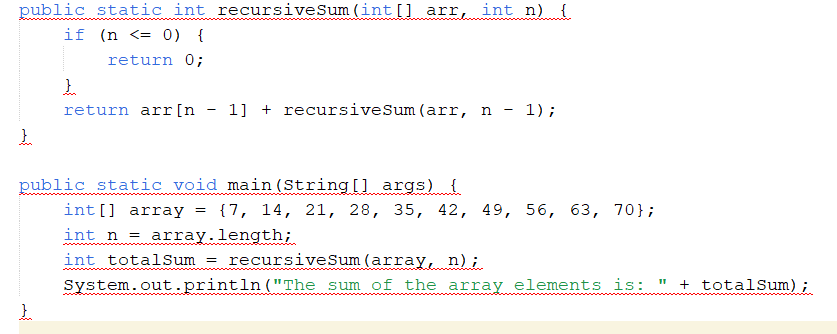 public static int recursiveSum(int[] arr, int n) {
    if (n <= 0) {
        return 0;
    }
    return arr[n - 1] + recursiveSum(arr, n - 1);
}

public static void main(String[] args) {
    int[] array = {7, 14, 21, 28, 35, 42, 49, 56, 63, 70};
    int n = array.length;
    int totalSum = recursiveSum(array, n);
    System.out.println("The sum of the array elements is: " + totalSum);
}